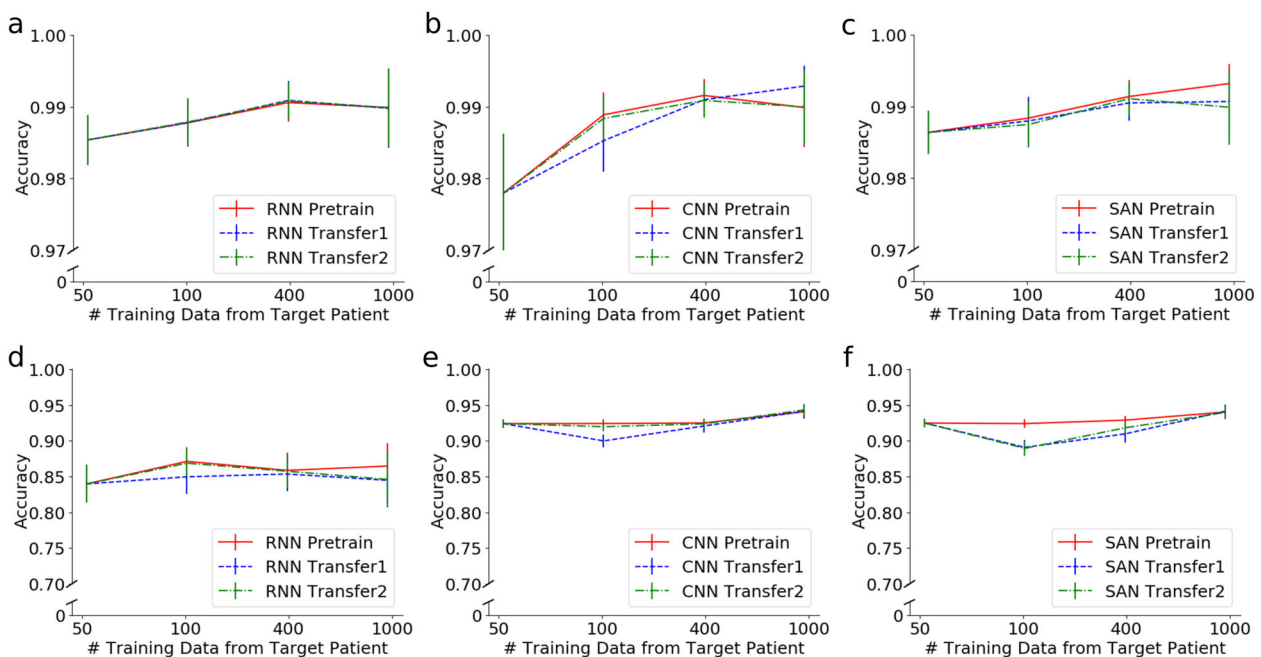 a
1.00
0.99
0.98
0.97
0
Accuracy
RNN Pretrain
RNN Transfer1
RNN Transfer2
50 100 400 1000
# Training Data from Target Patient
b
1.00
0.99
0.98
0.97
0
Accuracy
CNN Pretrain
CNN Transfer1
CNN Transfer2
50 100 400 1000
# Training Data from Target Patient
c
1.00
0.99
0.98
0.97
0
Accuracy
SAN Pretrain
SAN Transfer1
SAN Transfer2
50 100 400 1000
# Training Data from Target Patient
d
1.00
0.95
0.90
0.85
0.80
0.75
0.70
0
Accuracy
RNN Pretrain
RNN Transfer1
RNN Transfer2
50 100 400 1000
# Training Data from Target Patient
e
1.00
0.95
0.90
0.85
0.80
0.75
0.70
0
Accuracy
CNN Pretrain
CNN Transfer1
CNN Transfer2
50 100 400 1000
# Training Data from Target Patient
f
1.00
0.95
0.90
0.85
0.80
0.75
0.70
0
Accuracy
SAN Pretrain
SAN Transfer1
SAN Transfer2
50 100 400 1000
# Training Data from Target Patient